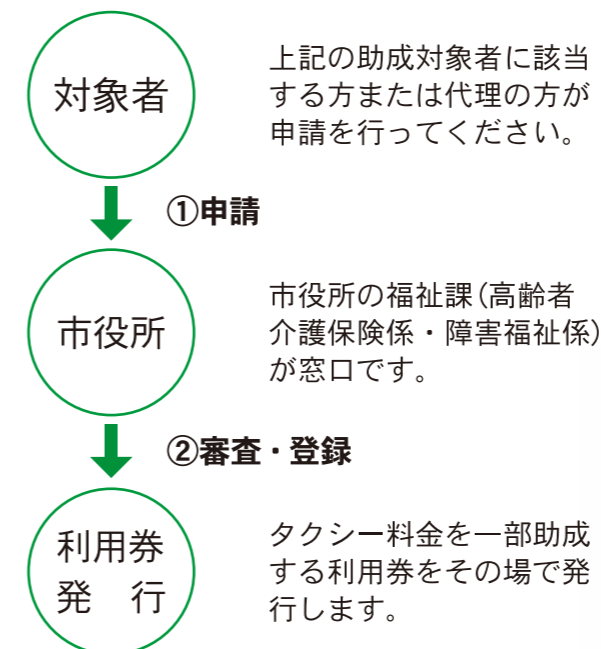 対象者
上記の助成対象者に該当
する方または代理の方が
申請を行ってください。
①申請
市役所
市役所の福祉課(高齢者
介護保険係・障害福祉係)
が窓口です。
②審査・登録
利用券
発　行
タクシー料金を一部助成
する利用券をその場で発
行します。